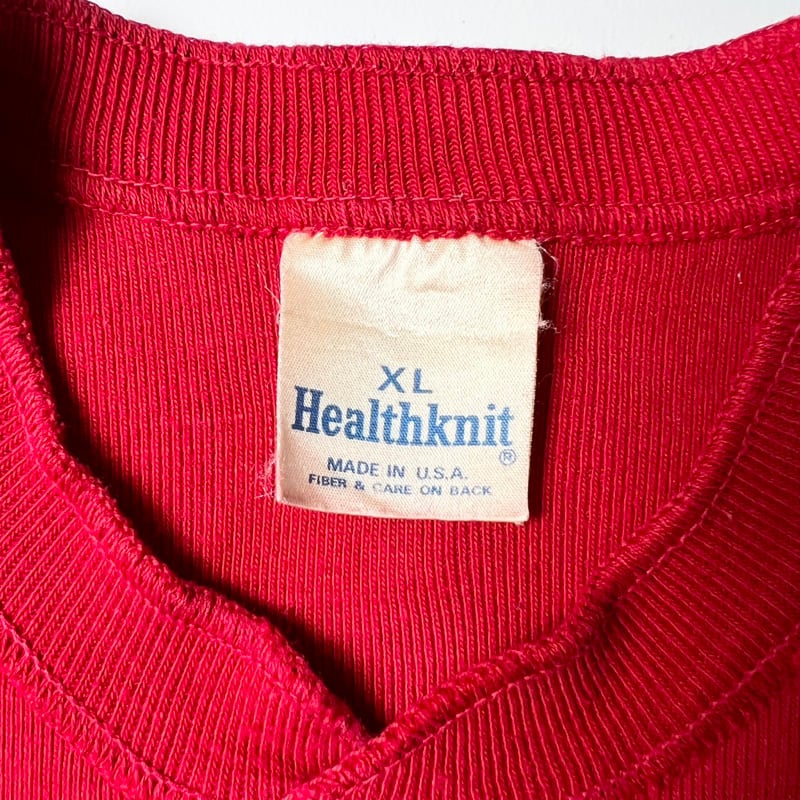 XL
Healthknit
®
MADE IN U.S.A.
FIBER & CARE ON BACK